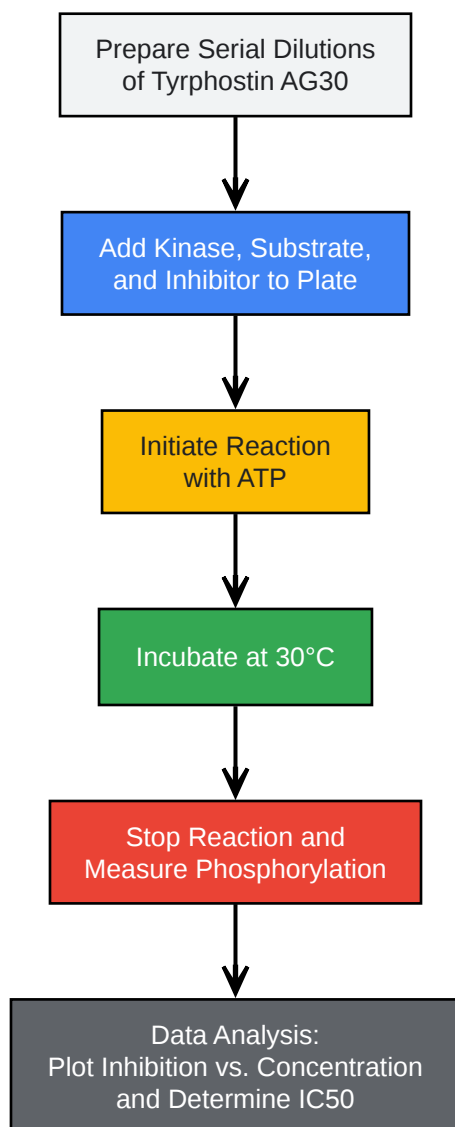 Prepare Serial Dilutions
of Tyrphostin AG30
Add Kinase, Substrate,
and Inhibitor to Plate
Initiate Reaction
with ATP
Incubate at 30°C
Stop Reaction and
Measure Phosphorylation
Data Analysis:
Plot Inhibition vs. Concentration
and Determine IC50